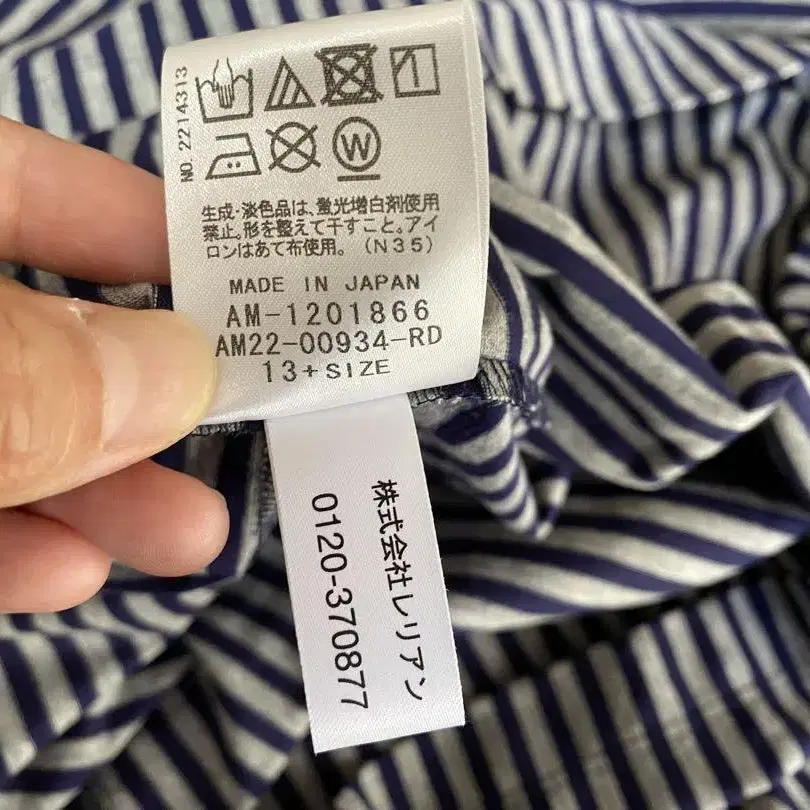 NO. 2214313
W
生成・淡色品は、蛍光増白剤使用
禁止。形を整えて干すこと。アイ
ロンはあて布使用。（N35）
MADE IN JAPAN
AM-1201866
AM22-00934-RD
13+SIZE
株式会社レリアン
0120-370877